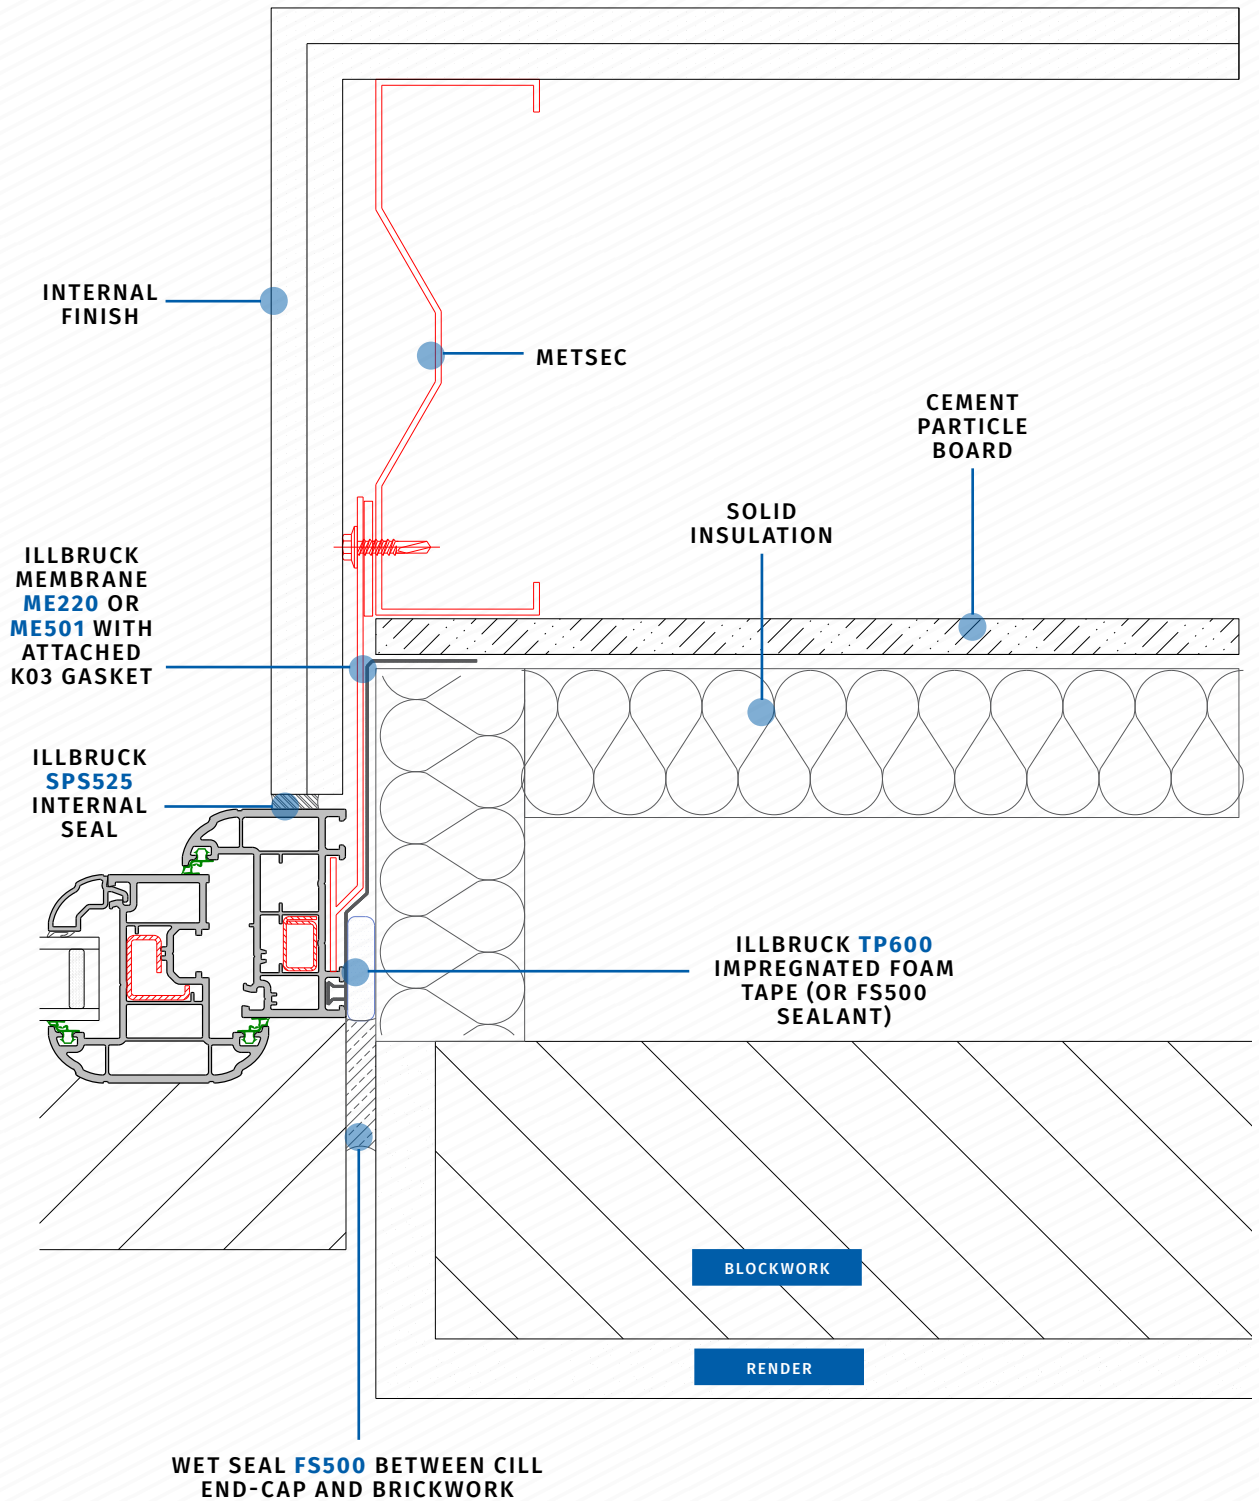 INTERNAL
FINISH
METSEC
CEMENT
PARTICLE
BOARD
SOLID
INSULATION
ILLBRUCK
MEMBRANE
ME220 OR
ME501 WITH
ATTACHED
K03 GASKET
ILLBRUCK
SPS525
INTERNAL
SEAL
ILLBRUCK TP600
IMPREGNATED FOAM
TAPE (OR FS500
SEALANT)
BLOCKWORK
RENDER
WET SEAL FS500 BETWEEN CILL
END-CAP AND BRICKWORK